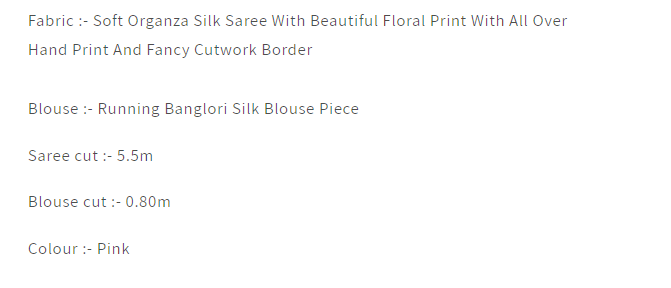 Fabric :- Soft Organza Silk Saree With Beautiful Floral Print With All Over
Hand Print And Fancy Cutwork Border
Blouse :- Running Banglori Silk Blouse Piece
Saree cut :- 5.5m
Blouse cut :- 0.80m
Colour :- Pink